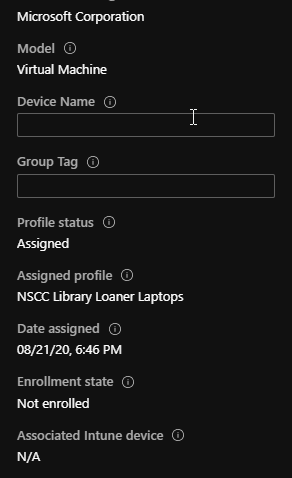 Microsoft Corporation
Model
Virtual Machine
Device Name
Group Tag
Profile status
Assigned
Assigned profile
NSCC Library Loaner Laptops
Date assigned
08/21/20, 6:46 PM
Enrollment state
Not enrolled
Associated Intune device
N/A